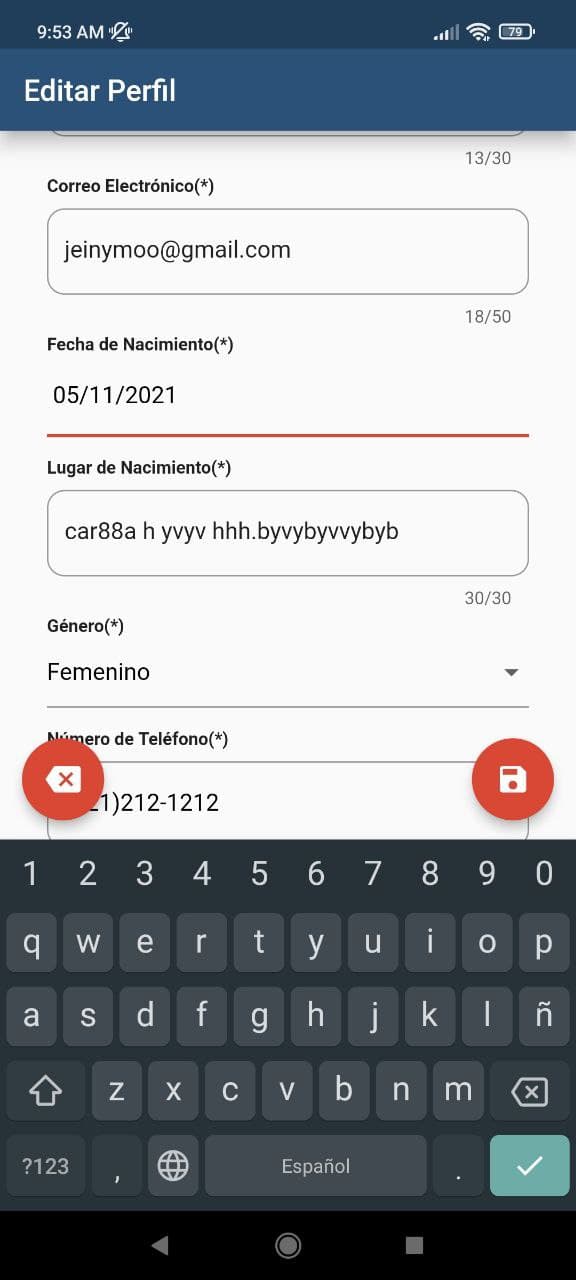 9:53 AM
79
Editar Perfil
13/30
Correo Electrónico(*)
jeinymoo@gmail.com
18/50
Fecha de Nacimiento(*)
05/11/2021
Lugar de Nacimiento(*)
car88a h yvyv hhh.byvybyvvybyb
30/30
Género(*)
Femenino
Número de Teléfono(*)
1)212-1212
1 2 3 4 5 6 7 8 9 0
q w e r t y u i o p
a s d f g h j k l ñ
z x c v b n m
?123 , Español .